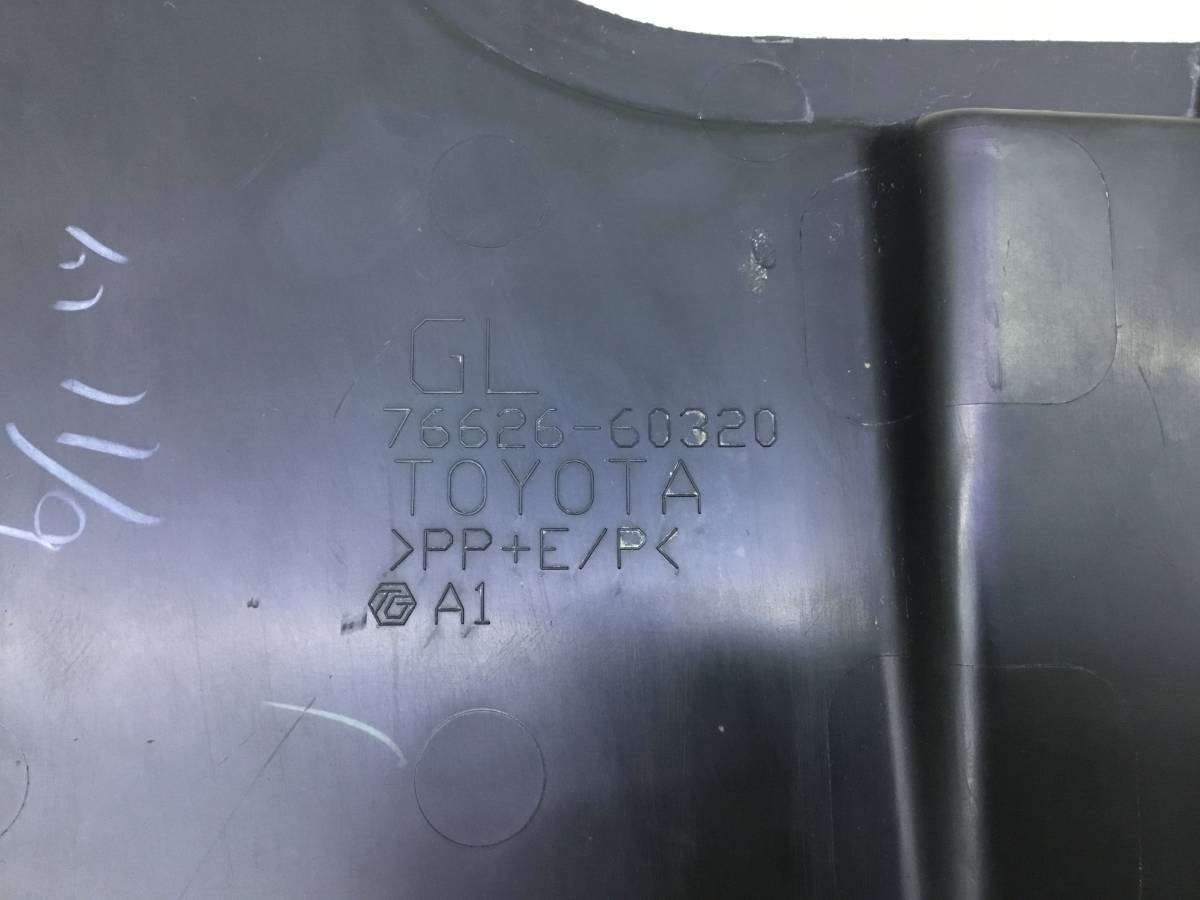 GL
76626-60320
TOYOTA
>PP+E/P<
TG A1